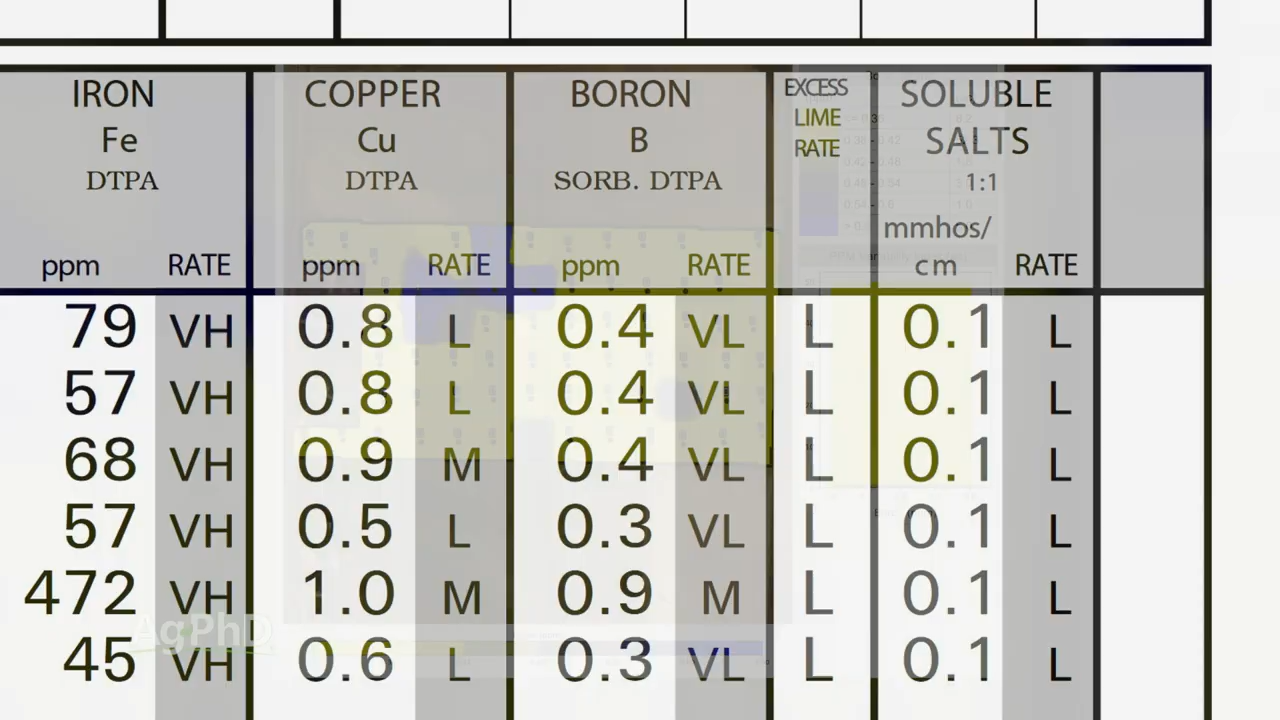 IRON COPPER BORON EXCESS SOLUBLE
Fe Cu B LIME SALTS
DTPA DTPA SORB. DTPA RATE 1:1
mmhos/
ppm RATE ppm RATE ppm RATE cm RATE
79 VH 0.8 L 0.4 VL L 0.1 L
57 VH 0.8 L 0.4 VL L 0.1 L
68 VH 0.9 M 0.4 VL L 0.1 L
57 VH 0.5 L 0.3 VL L 0.1 L
472 VH 1.0 M 0.9 M L 0.1 L
45 VH 0.6 L 0.3 VL L 0.1 L
AgPhD